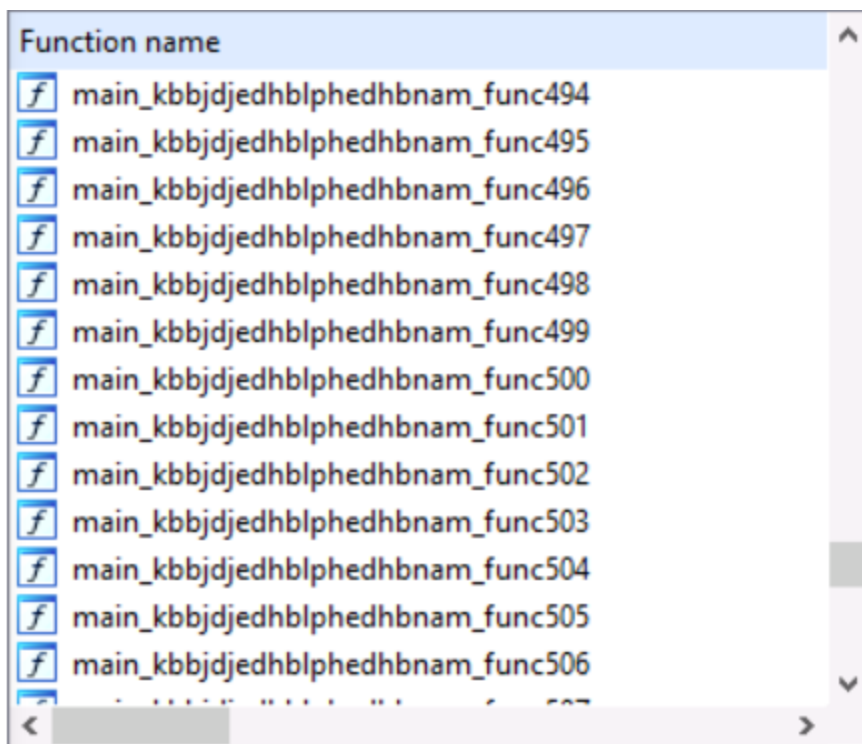 Function name
main_kbbjdjedhblphedhbnam_func494
main_kbbjdjedhblphedhbnam_func495
main_kbbjdjedhblphedhbnam_func496
main_kbbjdjedhblphedhbnam_func497
main_kbbjdjedhblphedhbnam_func498
main_kbbjdjedhblphedhbnam_func499
main_kbbjdjedhblphedhbnam_func500
main_kbbjdjedhblphedhbnam_func501
main_kbbjdjedhblphedhbnam_func502
main_kbbjdjedhblphedhbnam_func503
main_kbbjdjedhblphedhbnam_func504
main_kbbjdjedhblphedhbnam_func505
main_kbbjdjedhblphedhbnam_func506